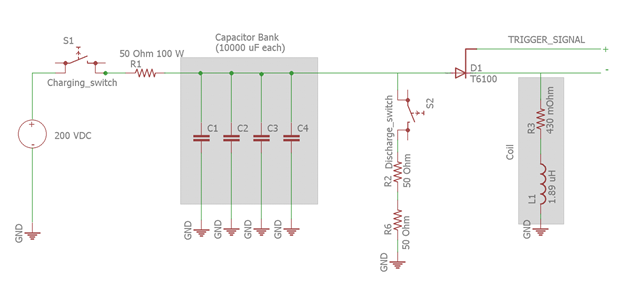 S1
Charging_switch
50 Ohm 100 W
R1
Capacitor Bank
(10000 uF each)
TRIGGER_SIGNAL
+
-
D1
T6100
+
-
200 VDC
C1
C2
C3
C4
S2
Discharge_switch
R2
50 Ohm
R6
50 Ohm
Coil
R3
430 mOhm
L1
1.89 uH
GND
GND
GND
GND
GND
GND
GND